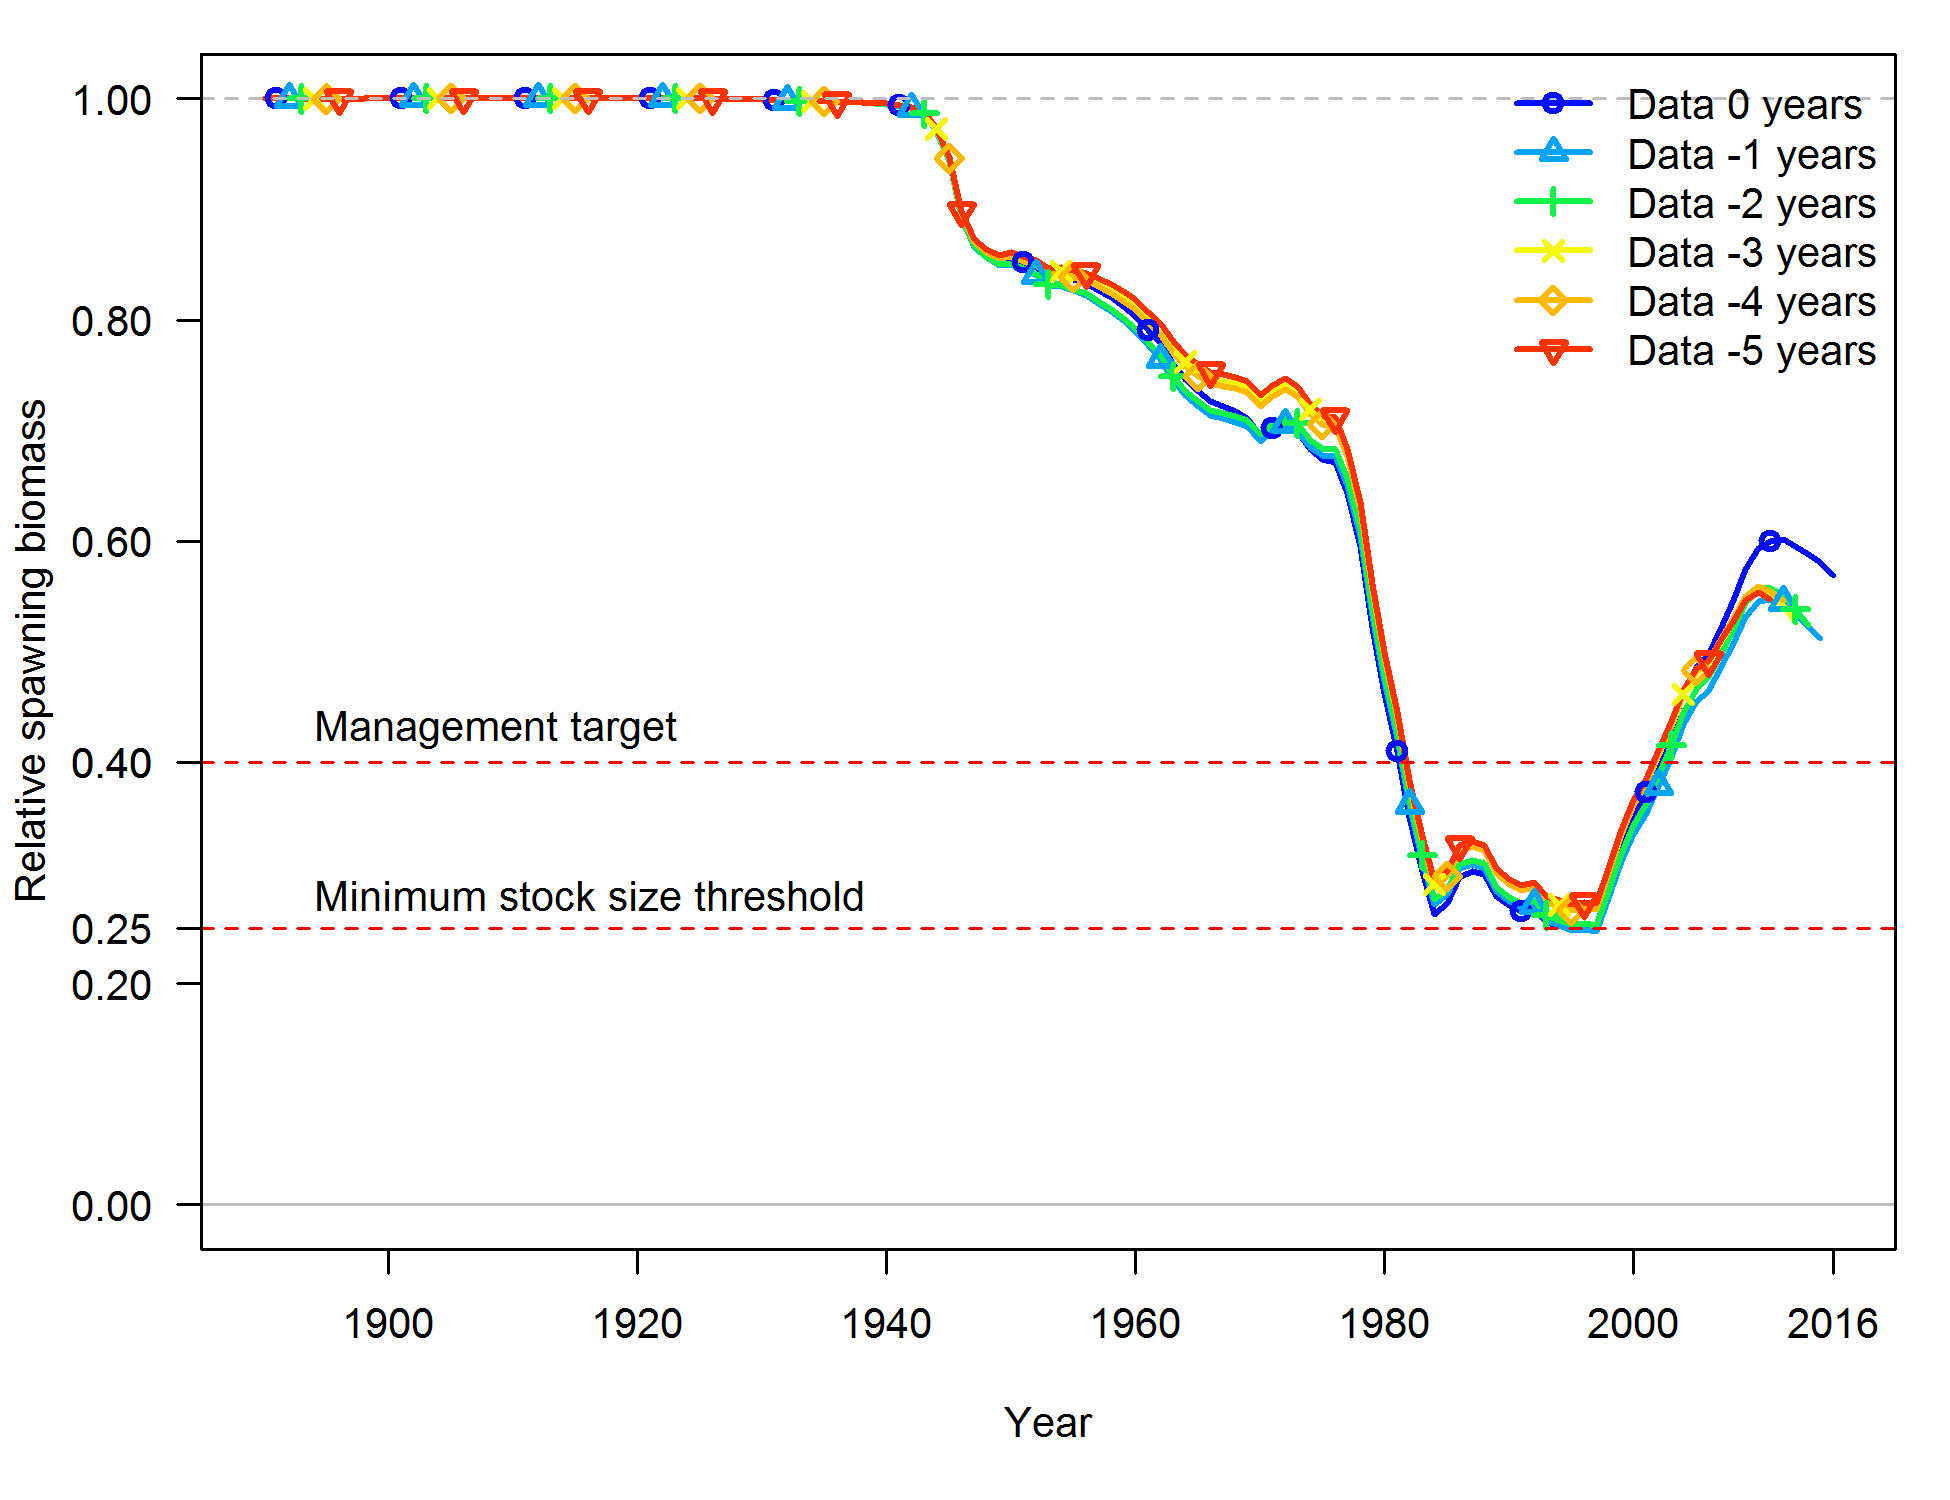 1.00
0.80
0.60
0.40
0.25
0.20
0.00
Relative spawning biomass
Data 0 years
Data -1 years
Data -2 years
Data -3 years
Data -4 years
Data -5 years
Management target
Minimum stock size threshold
1900 1920 1940 1960 1980 2000 2016
Year